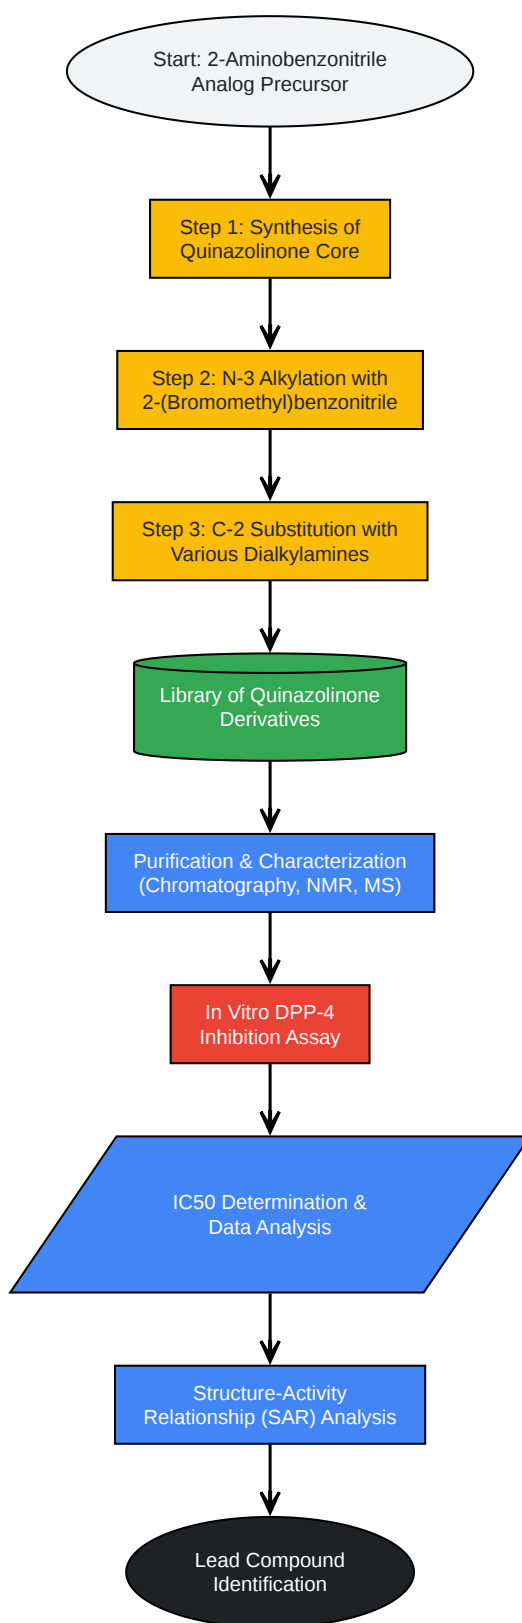 Start: 2-Aminobenzonitrile
Analog Precursor
Step 1: Synthesis of
Quinazolinone Core
Step 2: N-3 Alkylation with
2-(Bromomethyl)benzonitrile
Step 3: C-2 Substitution with
Various Dialkylamines
Library of Quinazolinone
Derivatives
Purification & Characterization
(Chromatography, NMR, MS)
In Vitro DPP-4
Inhibition Assay
IC50 Determination &
Data Analysis
Structure-Activity
Relationship (SAR) Analysis
Lead Compound
Identification